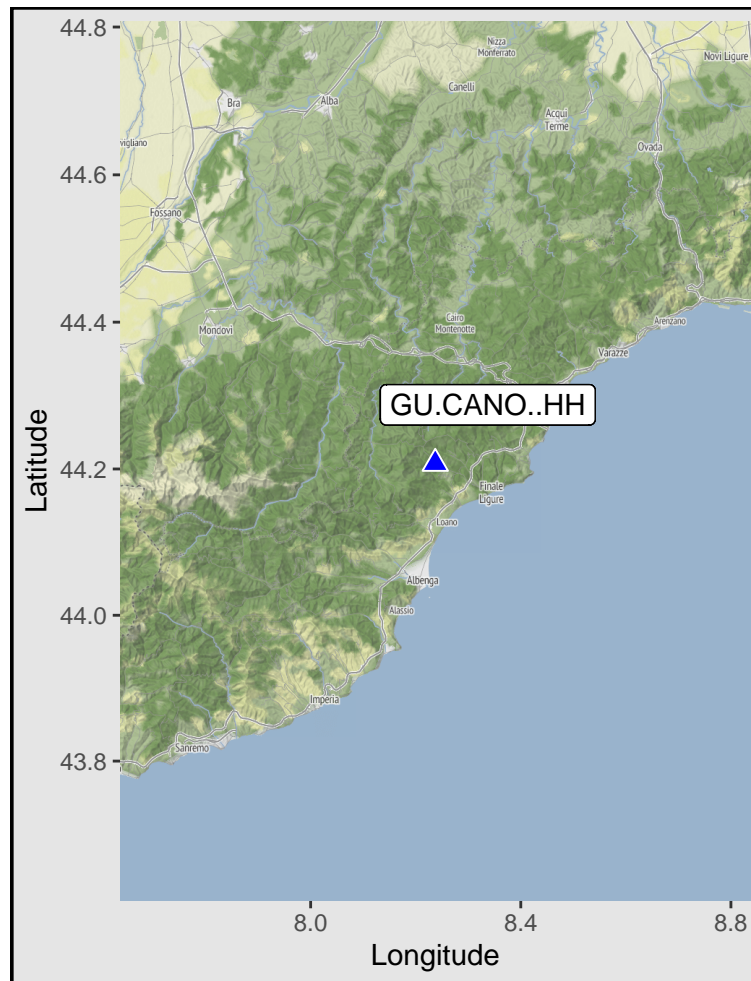 44.8
44.6
44.4
44.2
44.0
43.8
Latitude
Nizza
Monferrato
Novi Ligure
Canelli
Bra
Alba
Acqui
Terme
vigliano
Ovada
Fossano
Mondovì
Cairo
Montenotte
Arenzano
Varazze
GU.CANO..HH
Finale
Ligure
Loano
Albenga
Alassio
Imperia
Sanremo
8.0
8.4
8.8
Longitude